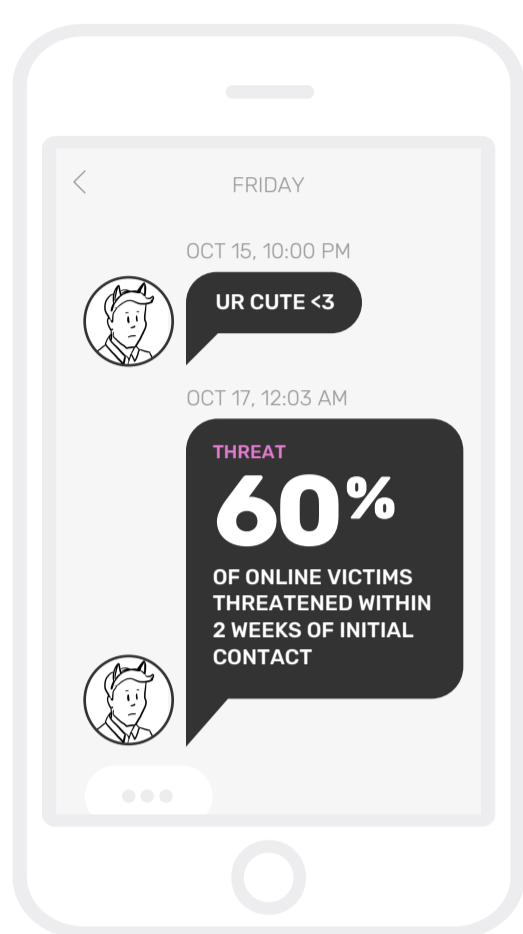 FRIDAY
OCT 15, 10:00 PM
UR CUTE <3
OCT 17, 12:03 AM
THREAT
60%
OF ONLINE VICTIMS
THREATENED WITHIN
2 WEEKS OF INITIAL
CONTACT